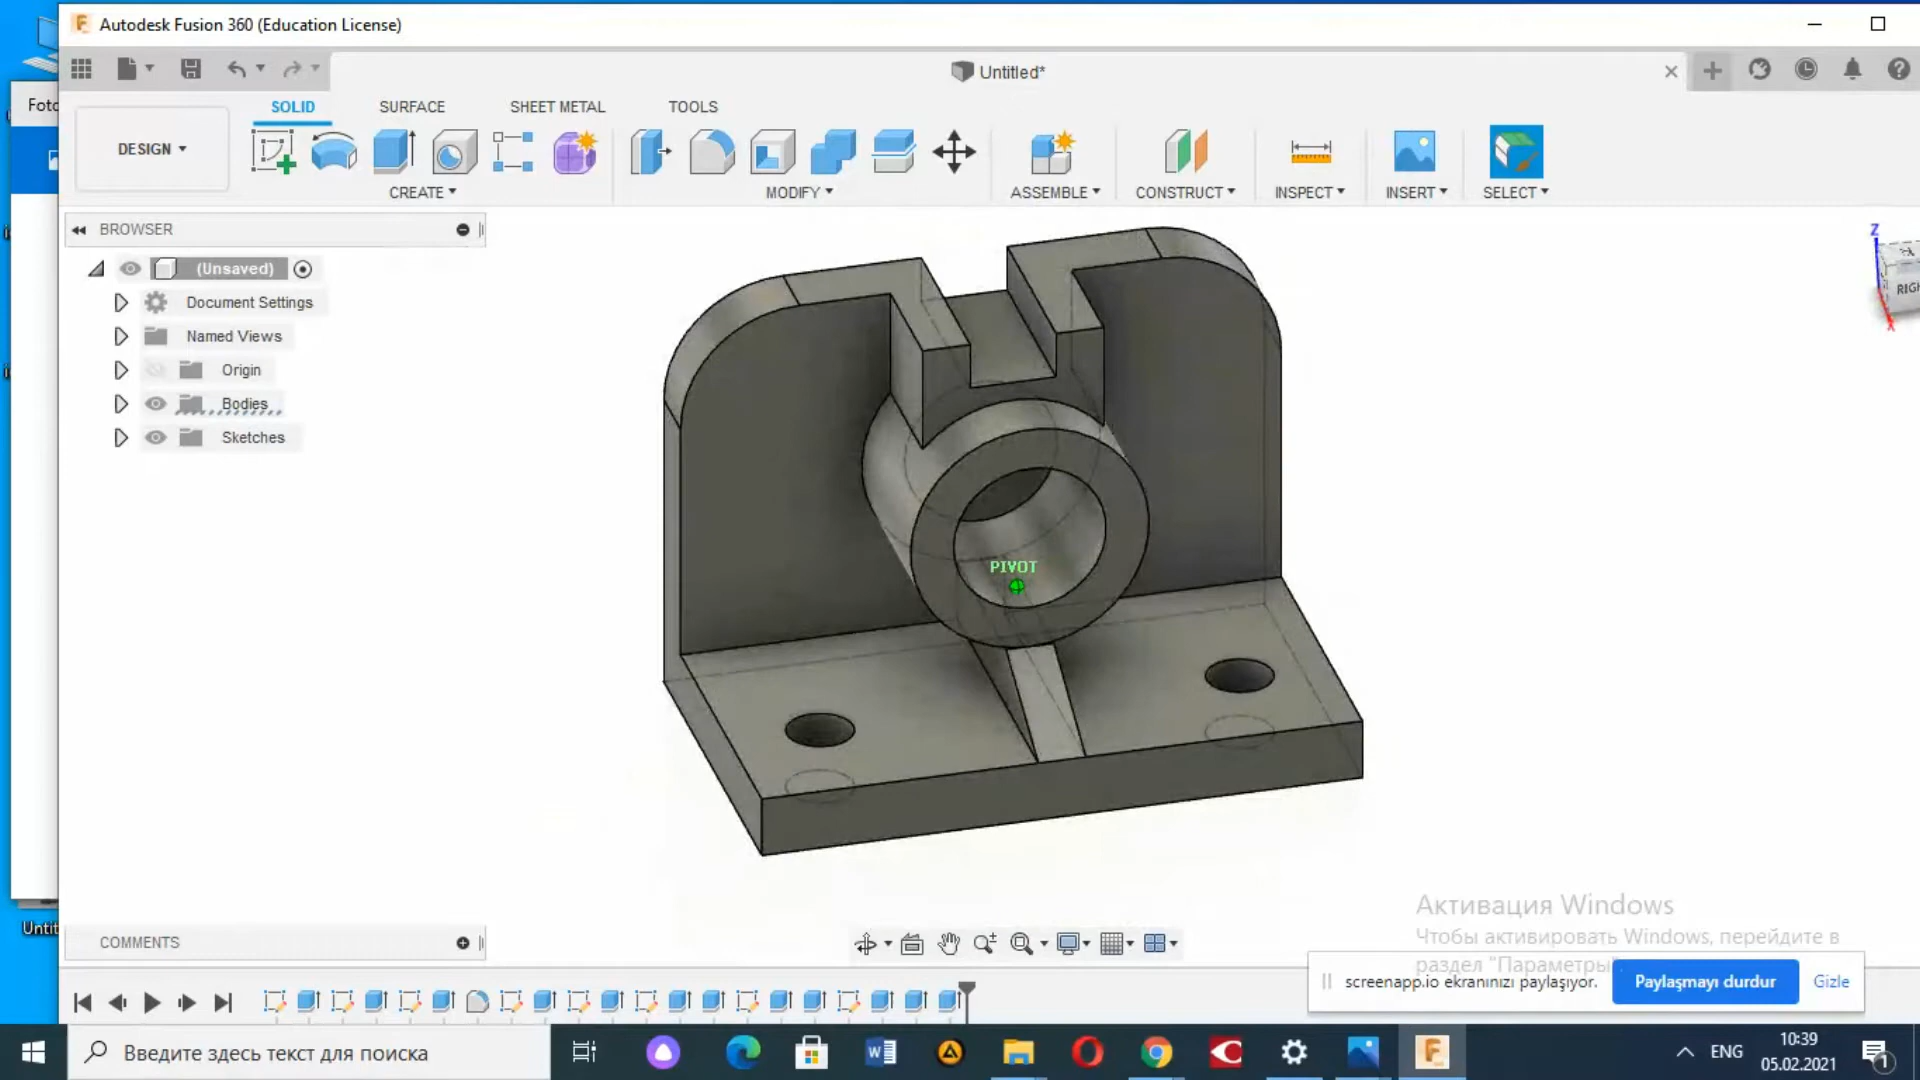 Autodesk Fusion 360 (Education License)
Untitled*
Foto
SOLID
SURFACE
SHEET METAL
TOOLS
DESIGN
CREATE
MODIFY
ASSEMBLE
CONSTRUCT
INSPECT
INSERT
SELECT
BROWSER
(Unsaved)
Document Settings
Named Views
Origin
Bodies
Sketches
Z
RIGH
X
PIVOT
Untit
COMMENTS
Активация Windows
Чтобы активировать Windows, перейдите в
раздел "Параметры
screenapp.io ekranınızı paylaşıyor.
Paylaşmayı durdur
Gizle
Введите здесь текст для поиска
ENG
10:39
05.02.2021
1